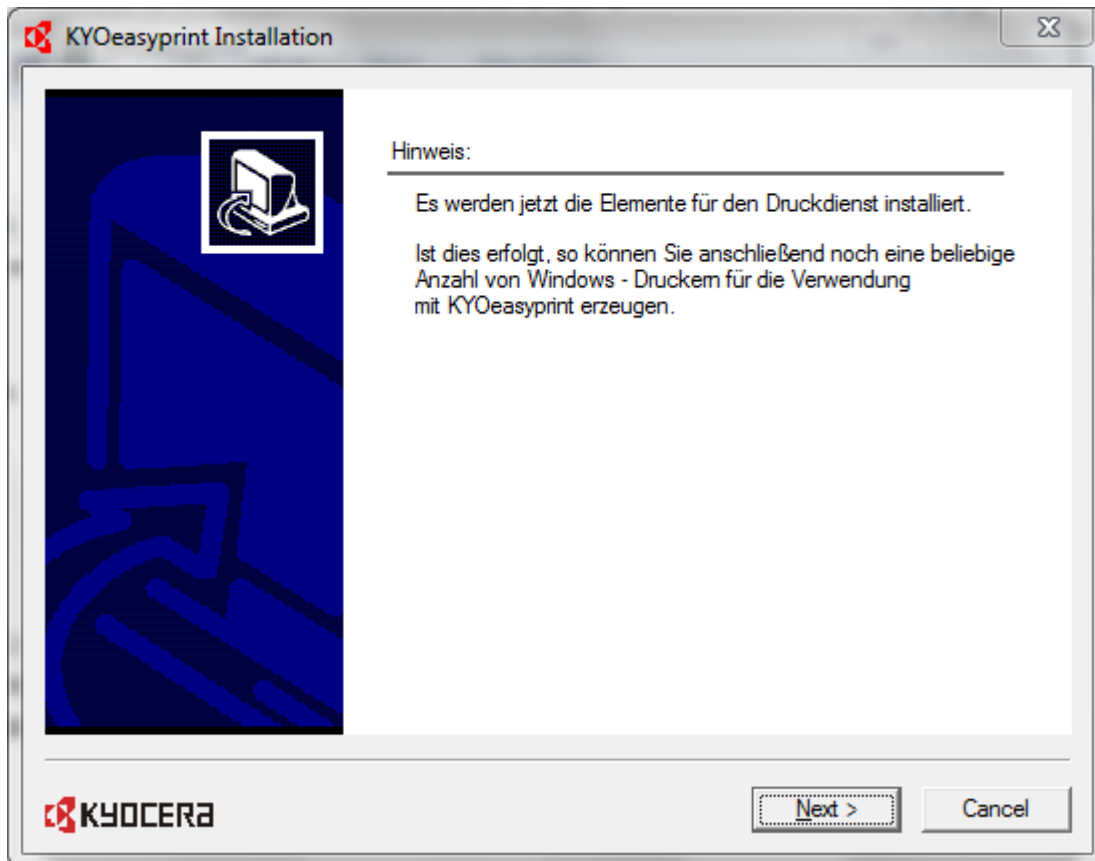 KYOeasyprint Installation
Hinweis:
Es werden jetzt die Elemente für den Druckdienst installiert.
Ist dies erfolgt, so können Sie anschließend noch eine beliebige
Anzahl von Windows - Druckern für die Verwendung
mit KYOeasyprint erzeugen.
KYOCERA
Next >
Cancel